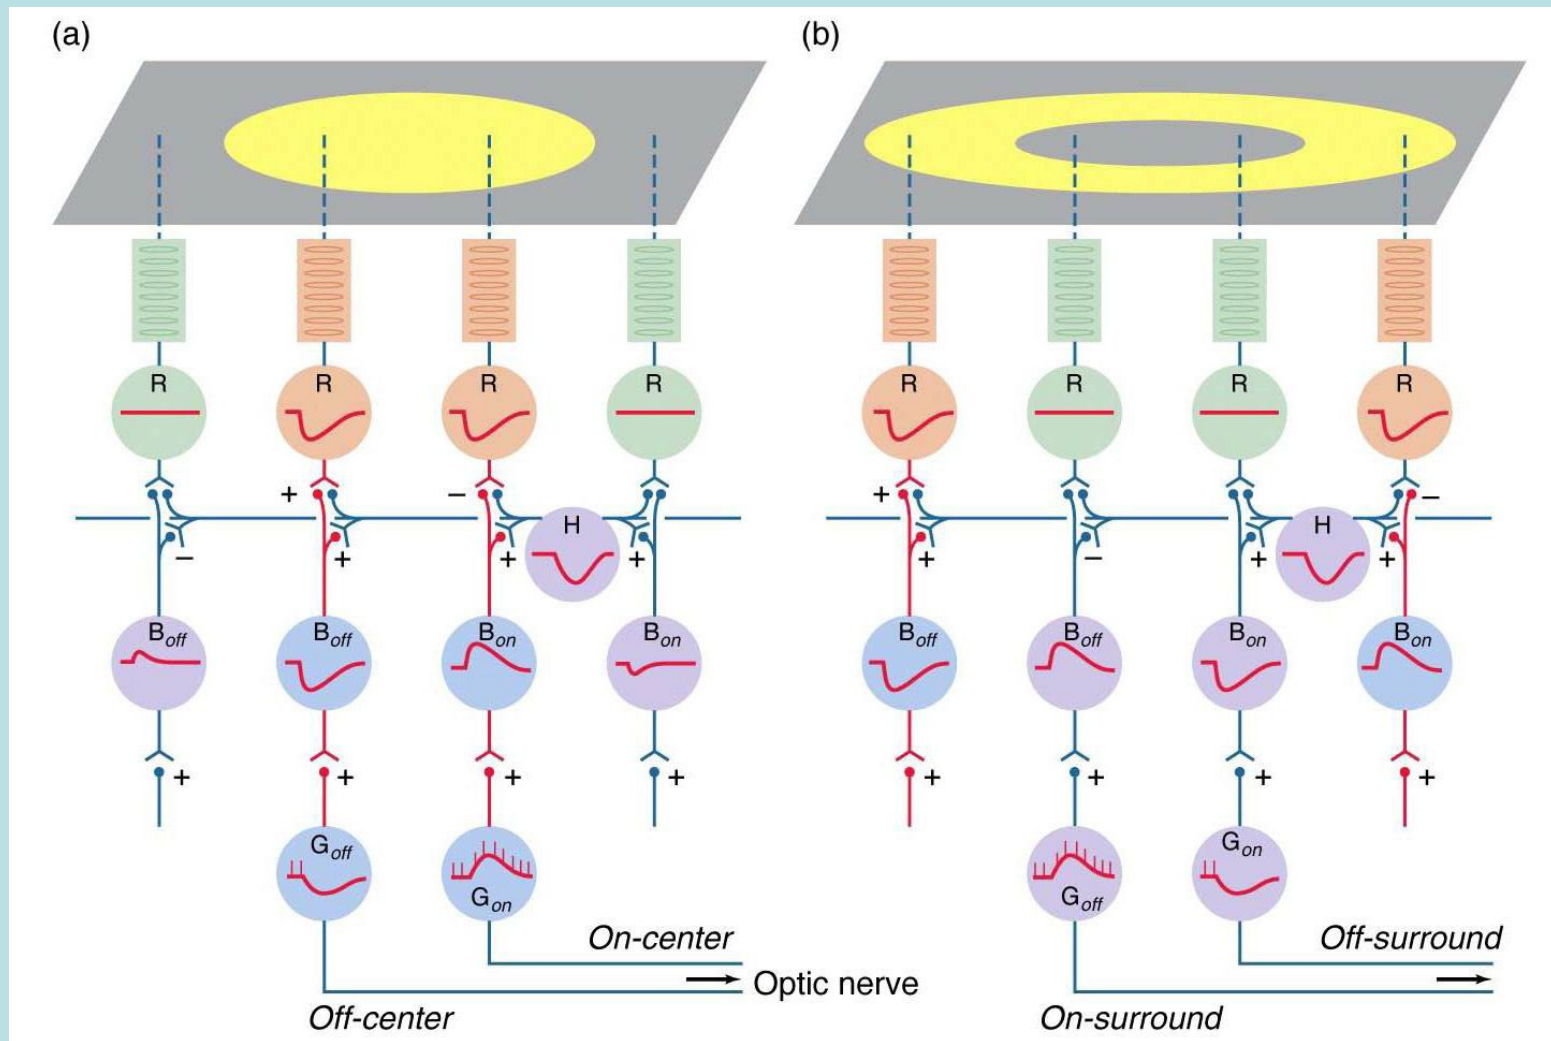 (a) (b)
R R R R R R R R
+ − + −
H H
− + + + + − + +
Boff Boff Bon Bon Boff Boff Bon Bon
+ + + + + + + +
Goff Gon Goff Gon
On-center Off-surround
Optic nerve
Off-center On-surround